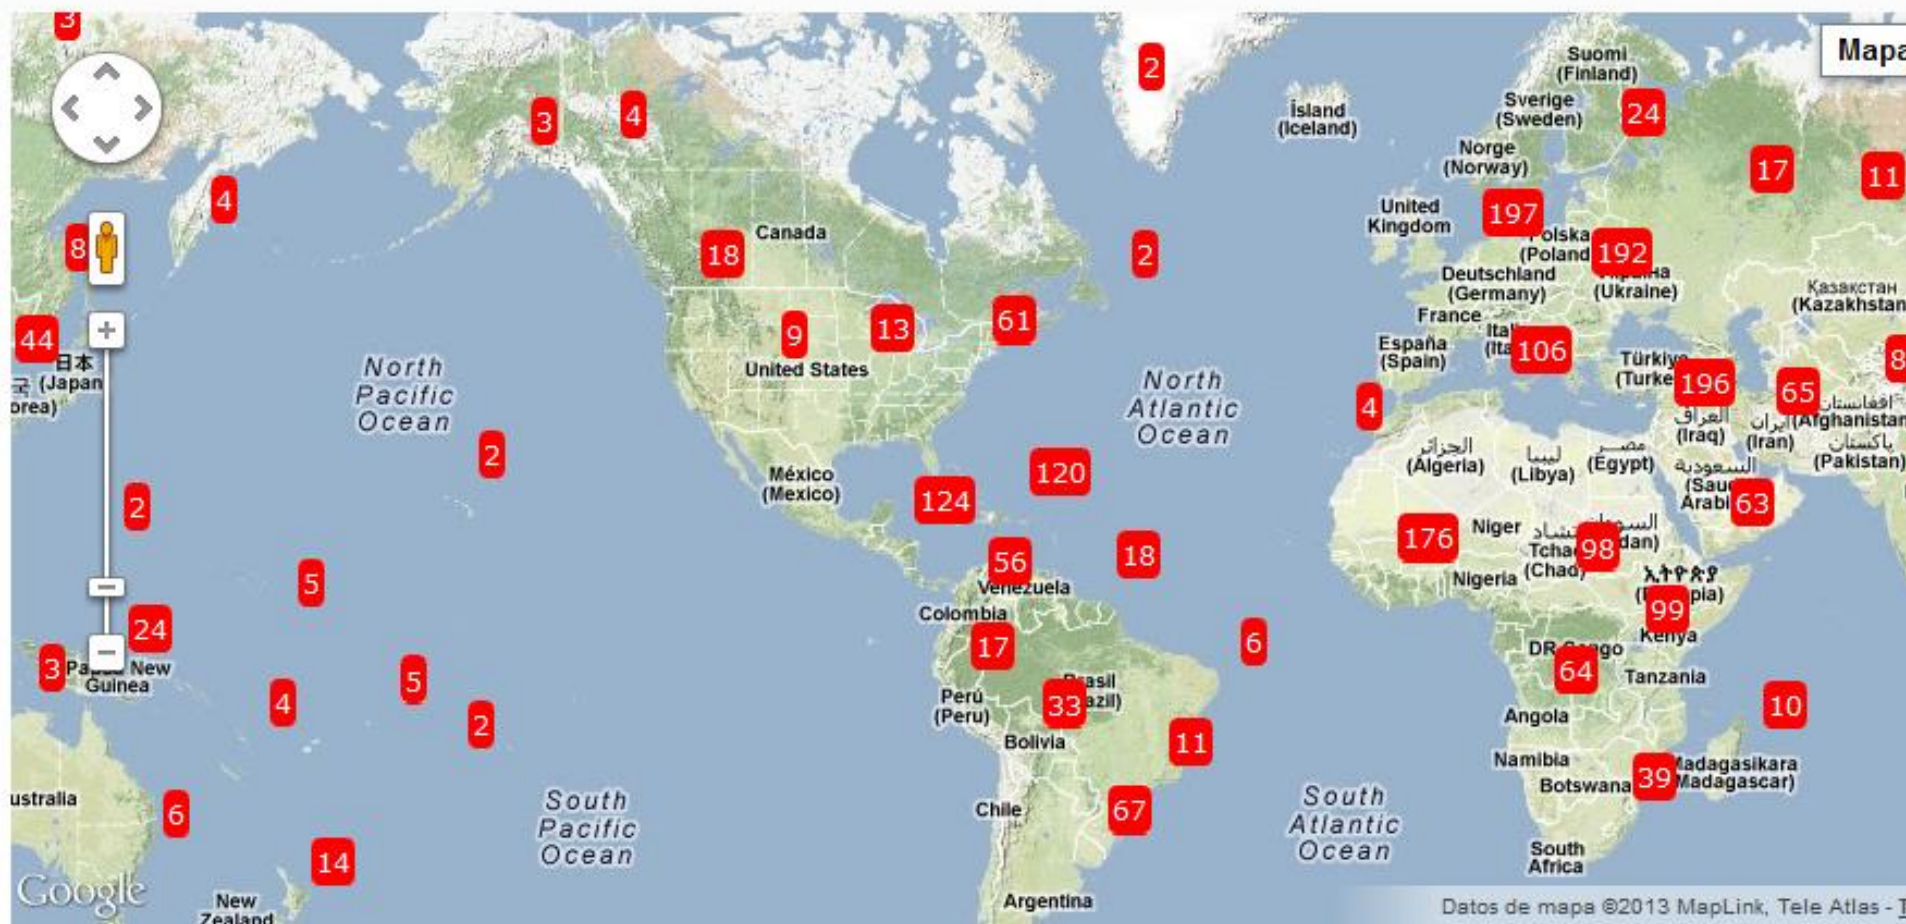 3
Mapa
Suomi
(Finland)
2
Sverige
(Sweden)
24
Ísland
(Iceland)
3
4
Norge
(Norway)
17
11
4
United
Kingdom
197
8
Canada
18
2
Polska
(Poland
192
Deutschland
(Germany)
(Ukraine)
Қазақстан
(Kazakhstan
France
61
13
9
44
日本
(Japan
orea)
United States
España
(Spain)
106
Türkiy
(Turke
196
65
8
North
Pacific
Ocean
North
Atlantic
Ocean
4
العراق
(Iraq)
ایران
(Iran)
افغانستان
(Afghanistan
پاکستان
(Pakistan)
الجزائر
(Algeria)
ليبيا
(Libya)
مصر
(Egypt)
السعودية
(Sau
Arabi
63
2
México
(Mexico)
120
124
2
176
Niger
98
(Chad)
18
56
Venezuela
Nigeria
5
Colombia
99
Kenya
24
6
17
3
New
Guinea
5
64
Tanzania
4
Perú
(Peru)
33
10
2
Angola
Bolivia
11
Namibia
Madagasikara
(Madagascar)
Botswana
39
ustralia
6
South
Pacific
Ocean
Chile
67
South
Atlantic
Ocean
14
South
Africa
Google
New
Zealand
Argentina
Datos de mapa ©2013 MapLink, Tele Atlas - T